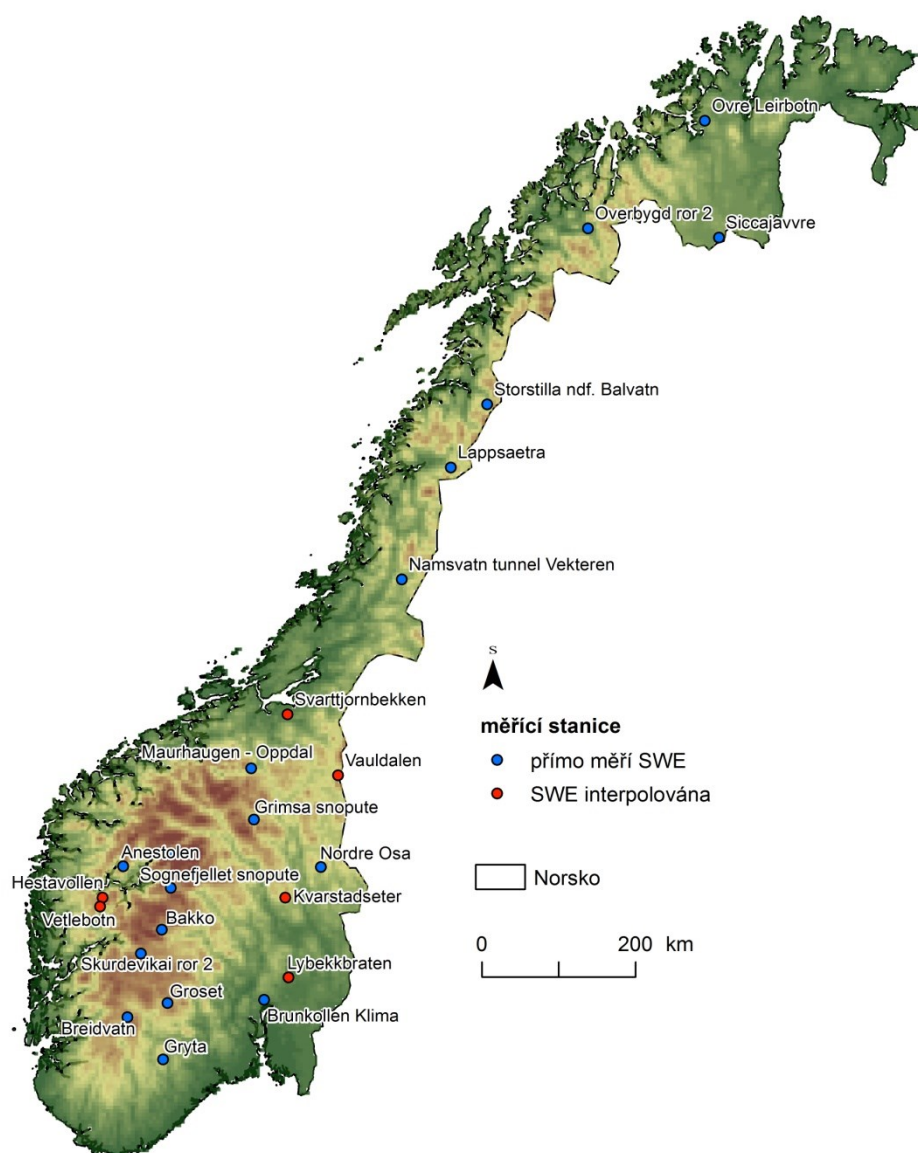 Ovre Leirbotn
Overbygd ror 2
Siccajavvre
Storstilla ndf. Balvatn
Lappsaetra
Namsvatn tunnel Vekteren
S
Svarttjornbekken
měřící stanice
Maurhaugen - Oppdal
Vauldalen
přímo měří SWE
SWE interpolována
Grimsa snopute
Anestolen
Nordre Osa
Sognefjellet snopute
Hestavollen
Kvarstadseter
Norsko
Vetlebotn
Bakko
0 200 km
Skurdevikai ror 2
Lybekkbraten
Groset
Breidvatn
Brunkollen Klima
Gryta